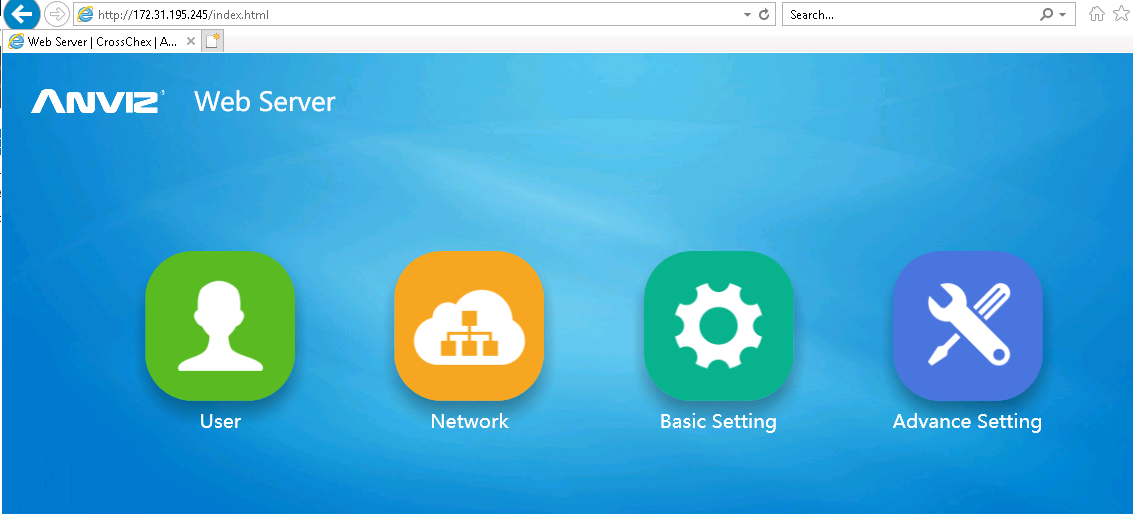 http://172.31.195.245/index.html
Search...
Web Server | CrossChex | A...
ANVIZ
Web Server
User
Network
Basic Setting
Advance Setting